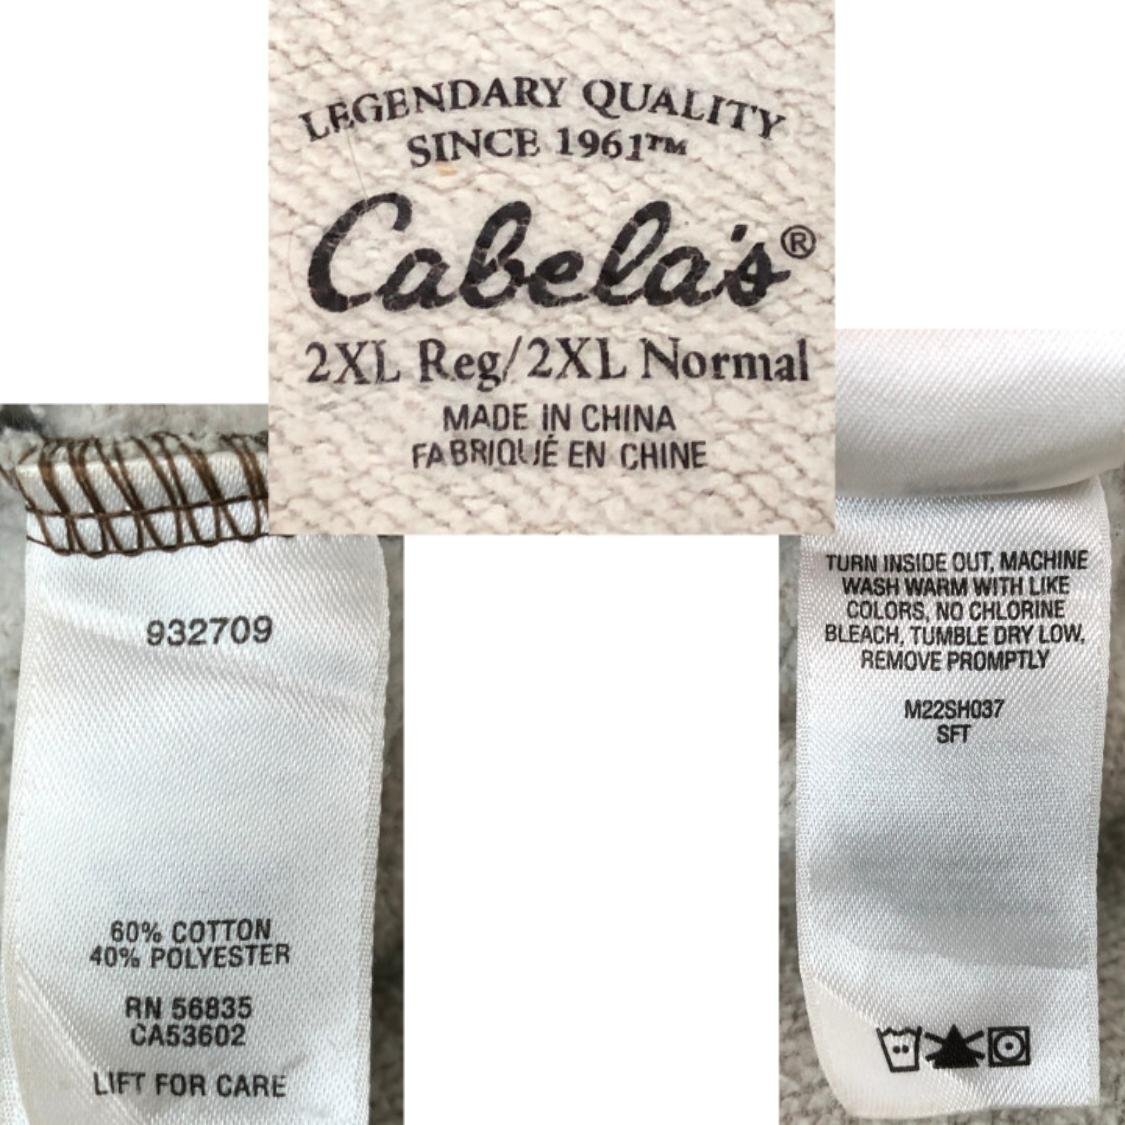 LEGENDARY QUALITY
SINCE 1961™
Cabela's®
2XL Reg/2XL Normal
MADE IN CHINA
FABRIQUÉ EN CHINE
932709
60% COTTON
40% POLYESTER
RN 56835
CA53602
LIFT FOR CARE
TURN INSIDE OUT, MACHINE
WASH WARM WITH LIKE
COLORS, NO CHLORINE
BLEACH, TUMBLE DRY LOW,
REMOVE PROMPTLY
M22SH037
SFT